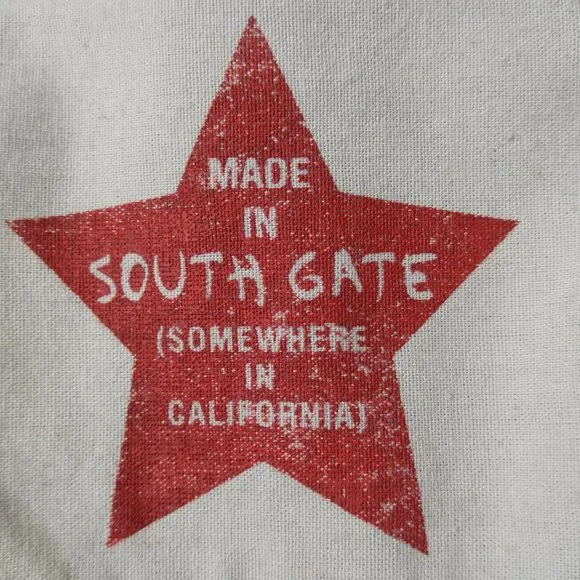 MADE
IN
SOUTH GATE
(SOMEWHERE
IN
CALIFORNIA)